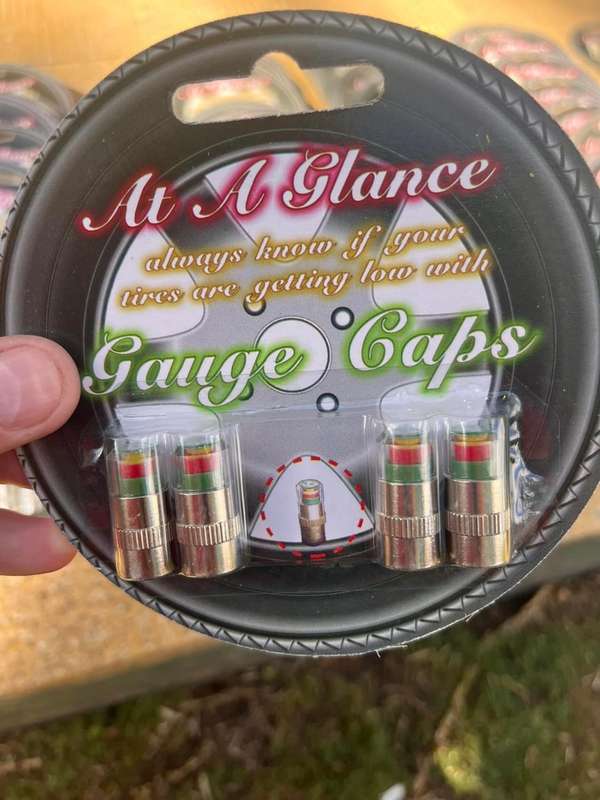 At A Glance
always know if your
tires are getting low with
Gauge Caps